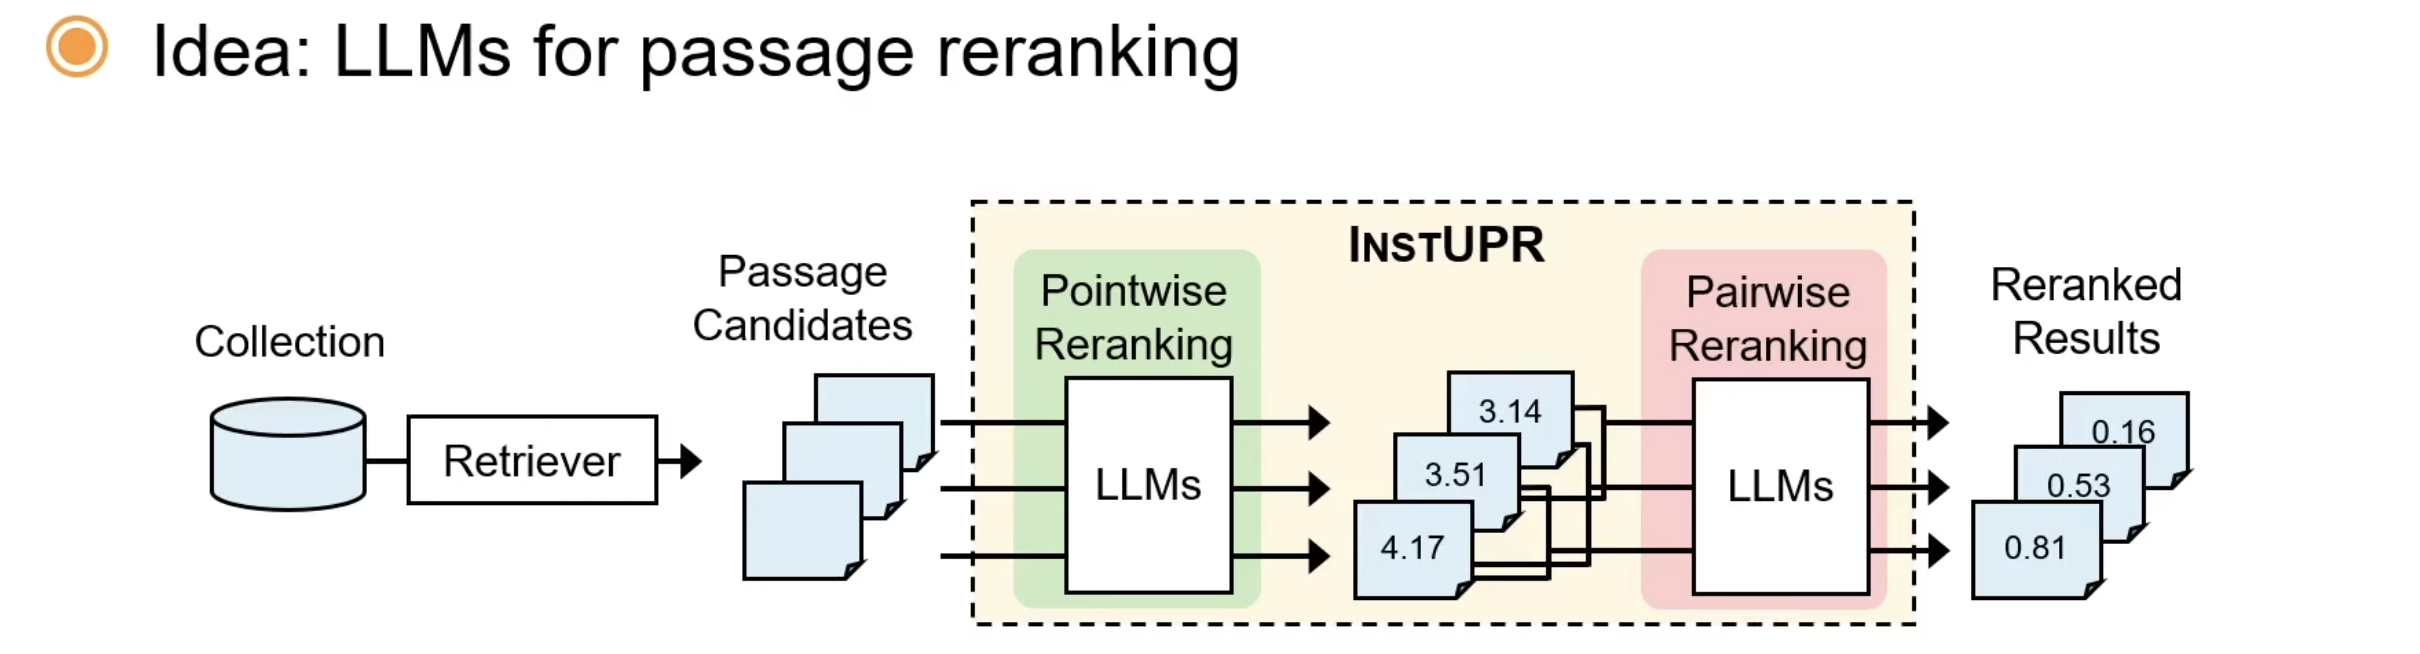 Idea: LLMs for passage reranking
Collection
Retriever
Passage
Candidates
INSTUPR
Pointwise
Reranking
LLMs
3.14
3.51
4.17
Pairwise
Reranking
LLMs
Reranked
Results
0.16
0.53
0.81